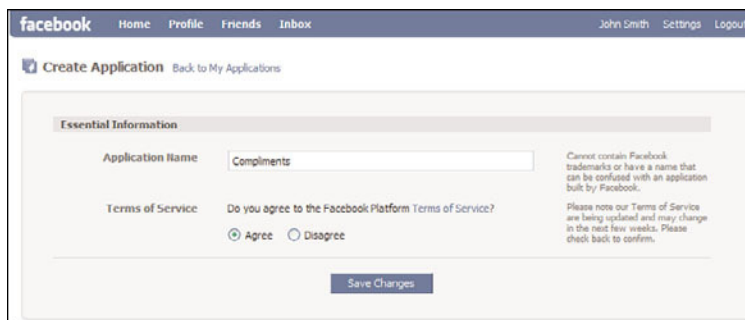 facebook Home Profile Friends Inbox John Smith Settings Logout
Create Application Back to My Applications
Essential Information
Application Name
Compliments
Cannot contain Facebook
trademarks or have a name that
can be confused with an application
built by Facebook.
Terms of Service
Do you agree to the Facebook Platform Terms of Service?
Agree Disagree
Please note our Terms of Service
are being updated and may change
in the next few weeks. Please
check back to confirm.
Save Changes